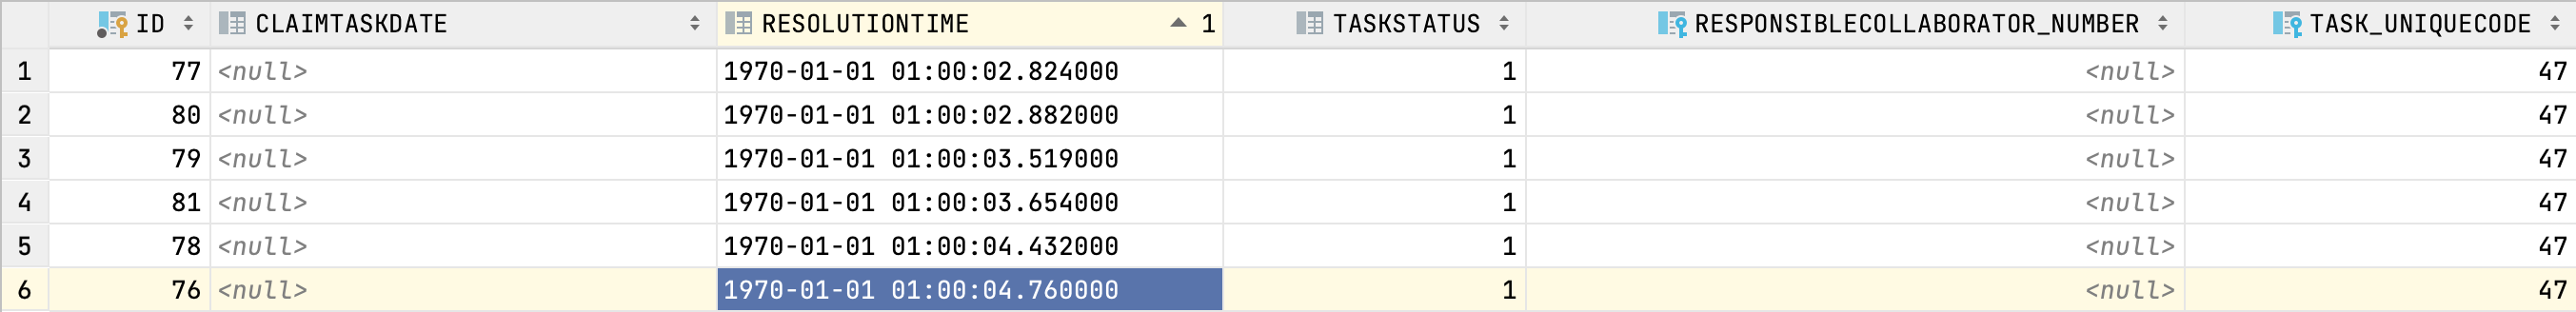 ID CLAIMTASKDATE RESOLUTIONTIME 1 TASKSTATUS RESPONSIBLECOLLABORATOR_NUMBER TASK_UNIQUECODE
1 77 <null> 1970-01-01 01:00:02.824000 1 <null> 47
2 80 <null> 1970-01-01 01:00:02.882000 1 <null> 47
3 79 <null> 1970-01-01 01:00:03.519000 1 <null> 47
4 81 <null> 1970-01-01 01:00:03.654000 1 <null> 47
5 78 <null> 1970-01-01 01:00:04.432000 1 <null> 47
6 76 <null> 1970-01-01 01:00:04.760000 1 <null> 47